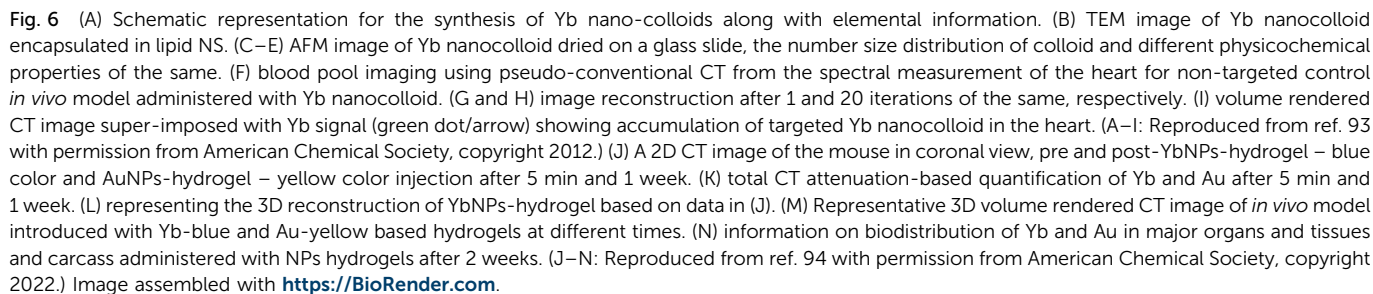 Fig. 6 (A) Schematic representation for the synthesis of Yb nano-colloids along with elemental information. (B) TEM image of Yb nanocolloid
encapsulated in lipid NS. (C–E) AFM image of Yb nanocolloid dried on a glass slide, the number size distribution of colloid and different physicochemical
properties of the same. (F) blood pool imaging using pseudo-conventional CT from the spectral measurement of the heart for non-targeted control
in vivo model administered with Yb nanocolloid. (G and H) image reconstruction after 1 and 20 iterations of the same, respectively. (I) volume rendered
CT image super-imposed with Yb signal (green dot/arrow) showing accumulation of targeted Yb nanocolloid in the heart. (A–I: Reproduced from ref. 93
with permission from American Chemical Society, copyright 2012.) (J) A 2D CT image of the mouse in coronal view, pre and post-YbNPs-hydrogel – blue
color and AuNPs-hydrogel – yellow color injection after 5 min and 1 week. (K) total CT attenuation-based quantification of Yb and Au after 5 min and
1 week. (L) representing the 3D reconstruction of YbNPs-hydrogel based on data in (J). (M) Representative 3D volume rendered CT image of in vivo model
introduced with Yb-blue and Au-yellow based hydrogels at different times. (N) information on biodistribution of Yb and Au in major organs and tissues
and carcass administered with NPs hydrogels after 2 weeks. (J–N: Reproduced from ref. 94 with permission from American Chemical Society, copyright
2022.) Image assembled with https://BioRender.com.